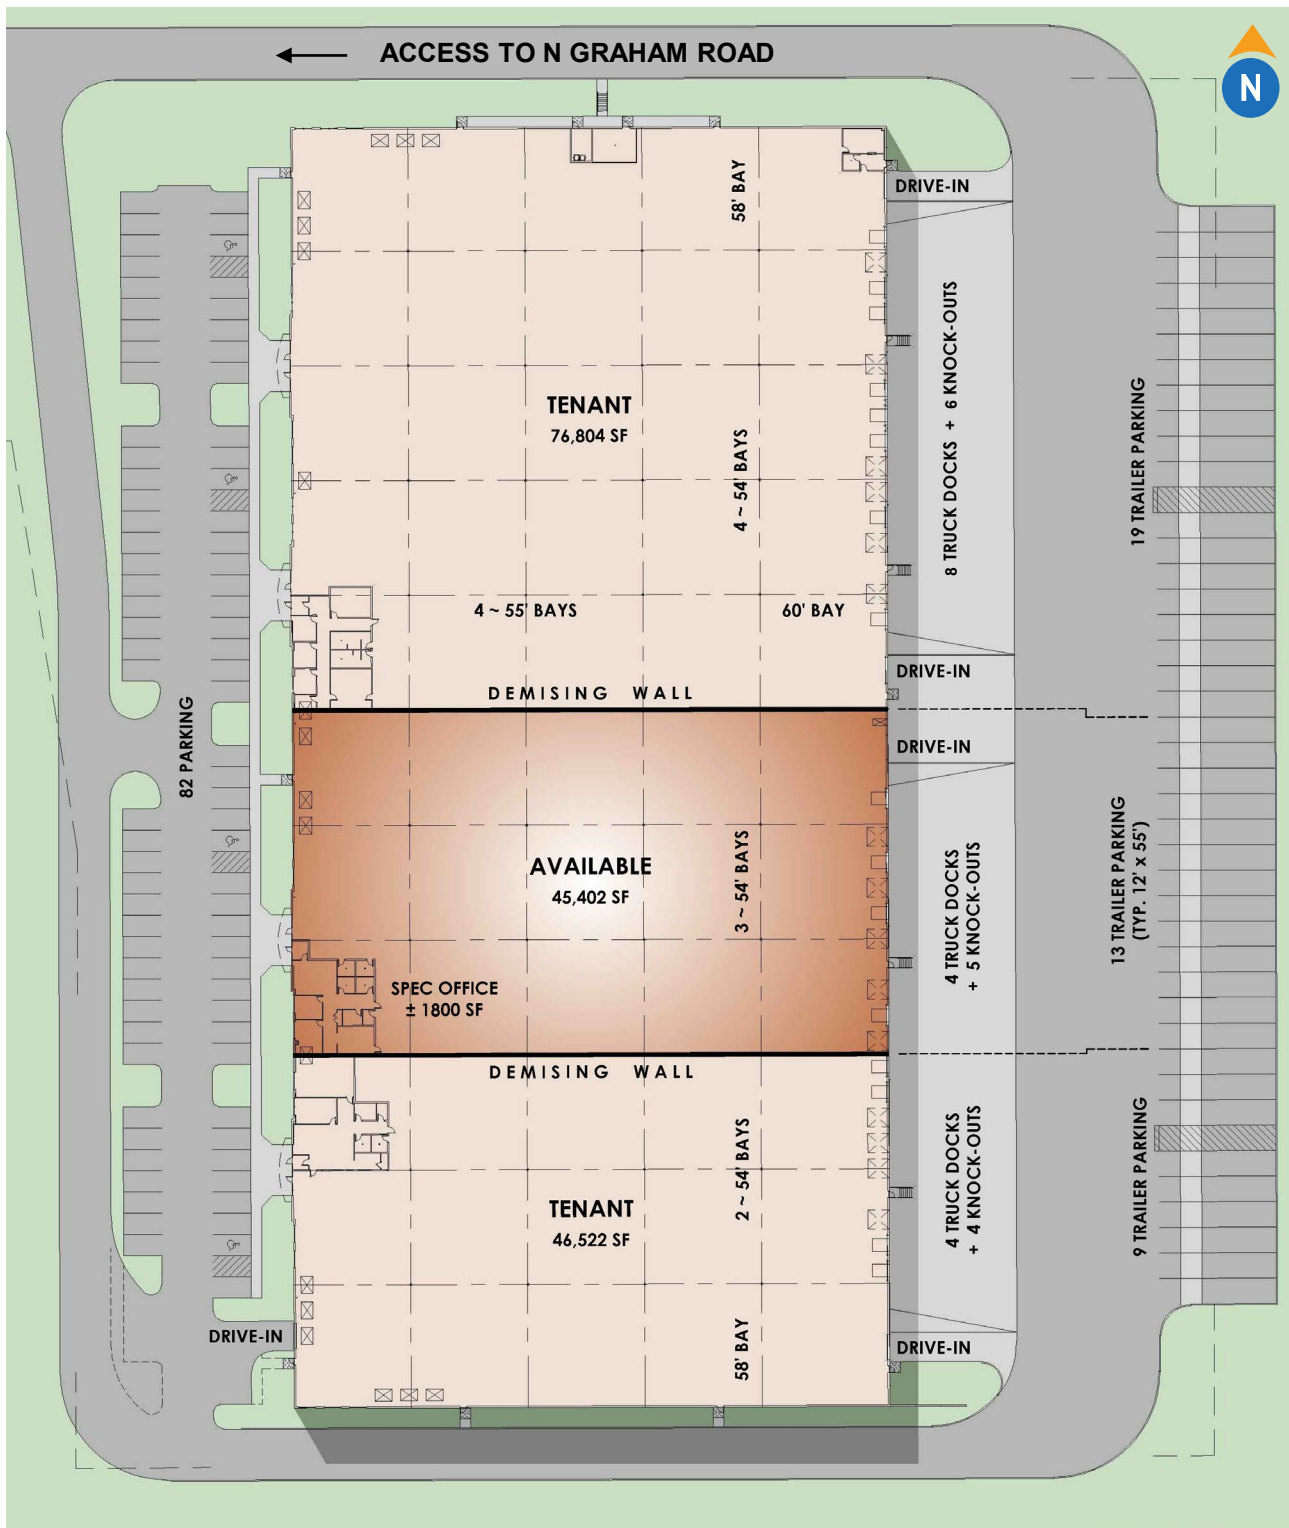 ACCESS TO N GRAHAM ROAD
N
58' BAY
DRIVE-IN
8 TRUCK DOCKS + 6 KNOCK-OUTS
TENANT
76,804 SF
4 ~ 54' BAYS
19 TRAILER PARKING
4 ~ 55' BAYS
60' BAY
DRIVE-IN
DEMISING WALL
82 PARKING
DRIVE-IN
AVAILABLE
45,402 SF
3 ~ 54' BAYS
4 TRUCK DOCKS
+ 5 KNOCK-OUTS
13 TRAILER PARKING
(TYP. 12' x 55')
SPEC OFFICE
± 1800 SF
DEMISING WALL
2 ~ 54' BAYS
4 TRUCK DOCKS
+ 4 KNOCK-OUTS
9 TRAILER PARKING
TENANT
46,522 SF
DRIVE-IN
58' BAY
DRIVE-IN